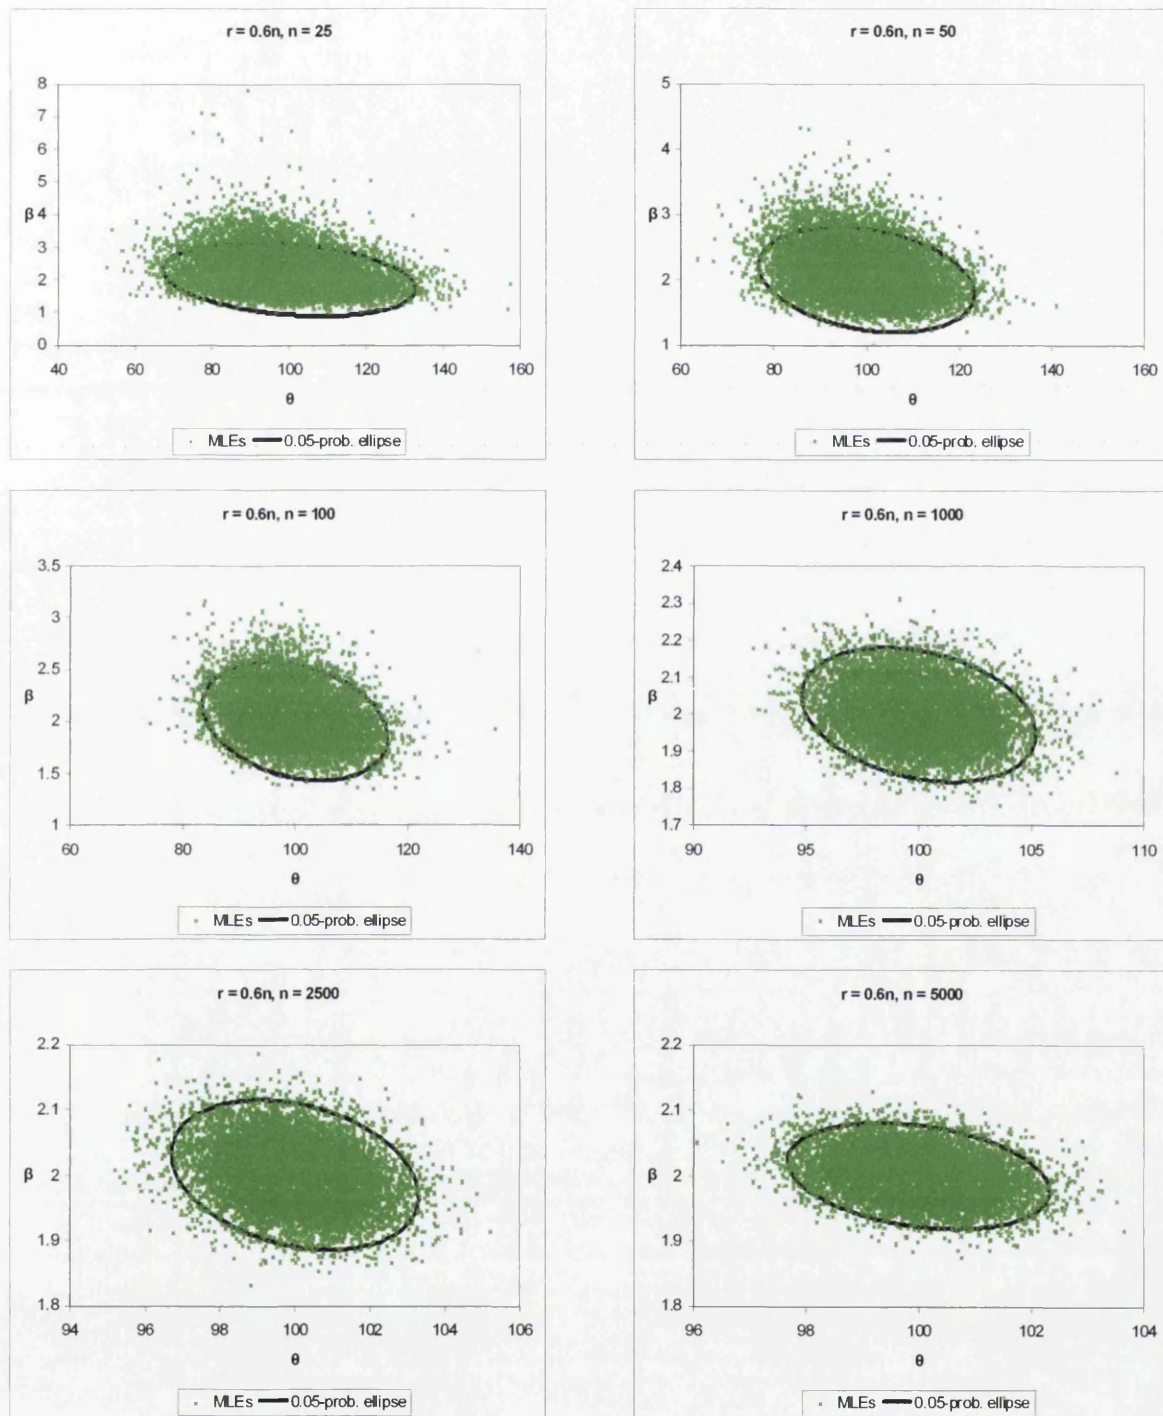 r = 0.6n, n = 25
8
7
6
5
β 4
3
2
1
0
40 60 80 100 120 140 160
θ
MLEs 0.05-prob. ellipse
r = 0.6n, n = 50
5
4
β 3
2
1
60 80 100 120 140 160
θ
MLEs 0.05-prob. ellipse
r = 0.6n, n = 100
3.5
3
2.5
β
2
1.5
1
60 80 100 120 140
θ
MLEs 0.05-prob. ellipse
r = 0.6n, n = 1000
2.4
2.3
2.2
2.1
β
2
1.9
1.8
1.7
90 95 100 105 110
θ
MLEs 0.05-prob. ellipse
r = 0.6n, n = 2500
2.2
2.1
β 2
1.9
1.8
94 96 98 100 102 104 106
θ
MLEs 0.05-prob. ellipse
r = 0.6n, n = 5000
2.2
2.1
β 2
1.9
1.8
96 98 100 102 104
θ
MLEs 0.05-prob. ellipse